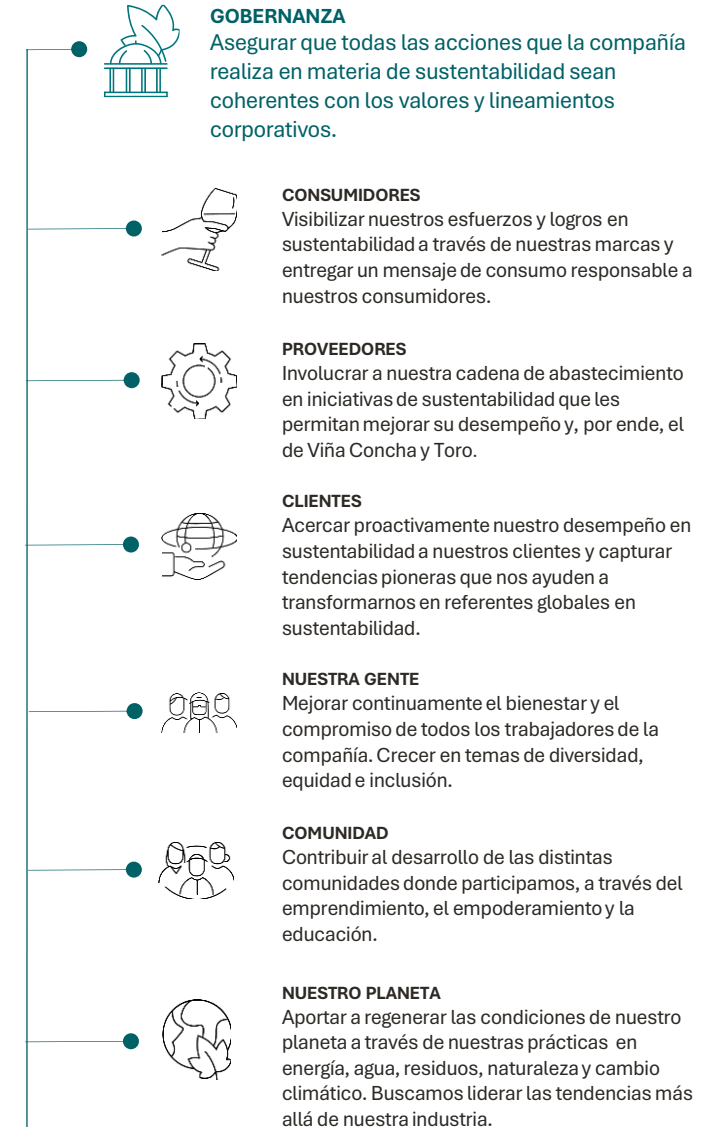 GOBERNANZA
Asegurar que todas las acciones que la compañía
realiza en materia de sustentabilidad sean
coherentes con los valores y lineamientos
corporativos.
CONSUMIDORES
Visibilizar nuestros esfuerzos y logros en
sustentabilidad a través de nuestras marcas y
entregar un mensaje de consumo responsable a
nuestros consumidores.
PROVEEDORES
Involucrar a nuestra cadena de abastecimiento
en iniciativas de sustentabilidad que les
permitan mejorar su desempeño y, por ende, el
de Viña Concha y Toro.
CLIENTES
Acercar proactivamente nuestro desempeño en
sustentabilidad a nuestros clientes y capturar
tendencias pioneras que nos ayuden a
transformarnos en referentes globales en
sustentabilidad.
NUESTRA GENTE
Mejorar continuamente el bienestar y el
compromiso de todos los trabajadores de la
compañía. Crecer en temas de diversidad,
equidad e inclusión.
COMUNIDAD
Contribuir al desarrollo de las distintas
comunidades donde participamos, a través del
emprendimiento, el empoderamiento y la
educación.
NUESTRO PLANETA
Aportar a regenerar las condiciones de nuestro
planeta a través de nuestras prácticas en
energía, agua, residuos, naturaleza y cambio
climático. Buscamos liderar las tendencias más
allá de nuestra industria.